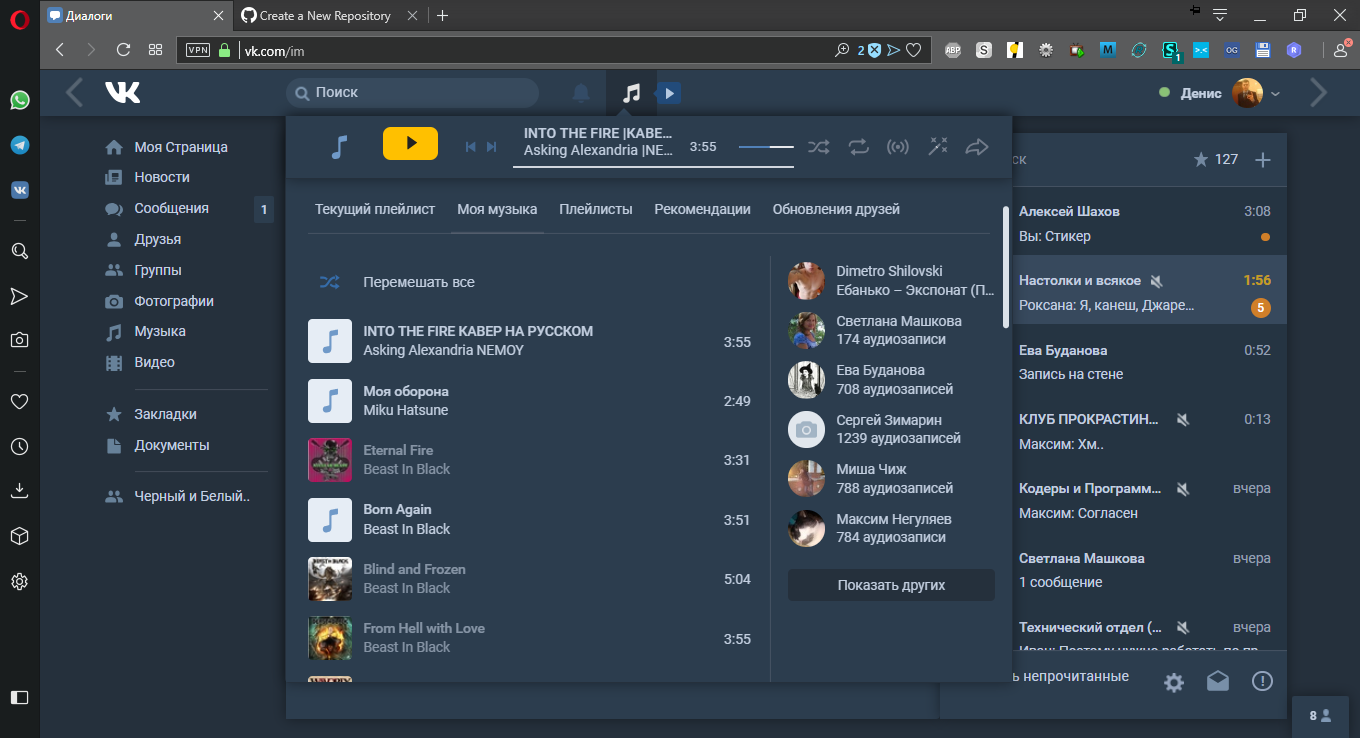 Диалоги
Create a New Repository
VPN
vk.com/im
2
ABP
S
M
S
1
>.<
OG
R
Поиск
Денис
Моя Страница
Новости
Сообщения
1
Друзья
Группы
Фотографии
Музыка
Видео
Закладки
Документы
Черный и Белый..
INTO THE FIRE |КАВЕ...
Asking Alexandria |NE...
3:55
Текущий плейлист
Моя музыка
Плейлисты
Рекомендации
Обновления друзей
Перемешать все
INTO THE FIRE КАВЕР НА РУССКОМ
Asking Alexandria NEMOY
3:55
Моя оборона
Miku Hatsune
2:49
Eternal Fire
Beast In Black
3:31
Born Again
Beast In Black
3:51
Blind and Frozen
Beast In Black
5:04
From Hell with Love
Beast In Black
3:55
Dimetro Shilovski
Ебанько – Экспонат (П...
Светлана Машкова
174 аудиозаписи
Ева Буданова
708 аудиозаписей
Сергей Зимарин
1239 аудиозаписей
Миша Чиж
788 аудиозаписей
Максим Негуляев
784 аудиозаписи
Показать других
ск
127
Алексей Шахов
3:08
Вы: Стикер
Настолки и всякое
1:56
Роксана: Я, канеш, Джаре...
5
Ева Буданова
0:52
Запись на стене
КЛУБ ПРОКРАСТИН...
0:13
Максим: Хм..
Кодеры и Программ...
вчера
Максим: Согласен
Светлана Машкова
вчера
1 сообщение
Технический отдел (...
вчера
ь непрочитанные
8